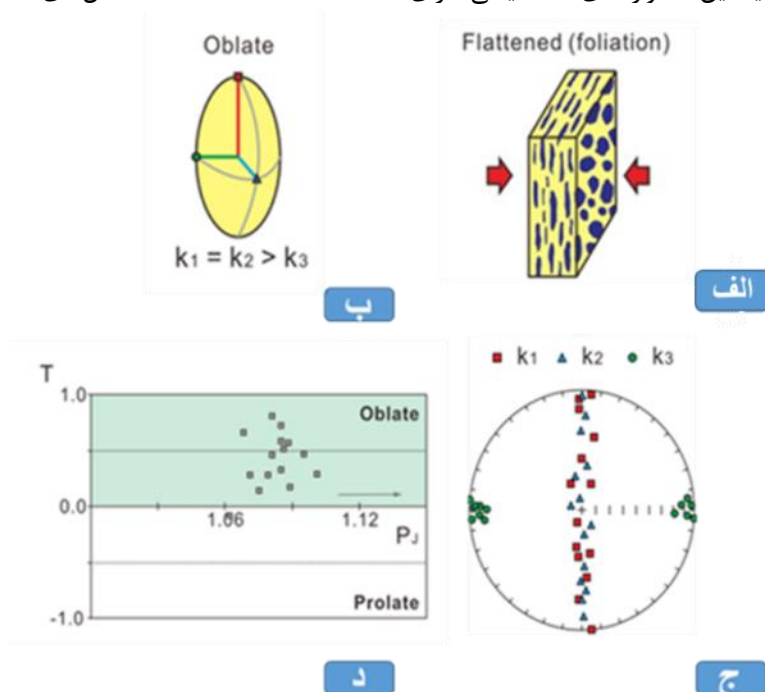 Oblate
k₁ = k₂ > k₃
ب
Flattened (foliation)
الف
T
1.0
0.0
-1.0
Oblate
1.06
1.12
PJ
Prolate
د
k1 k2 k3
ج